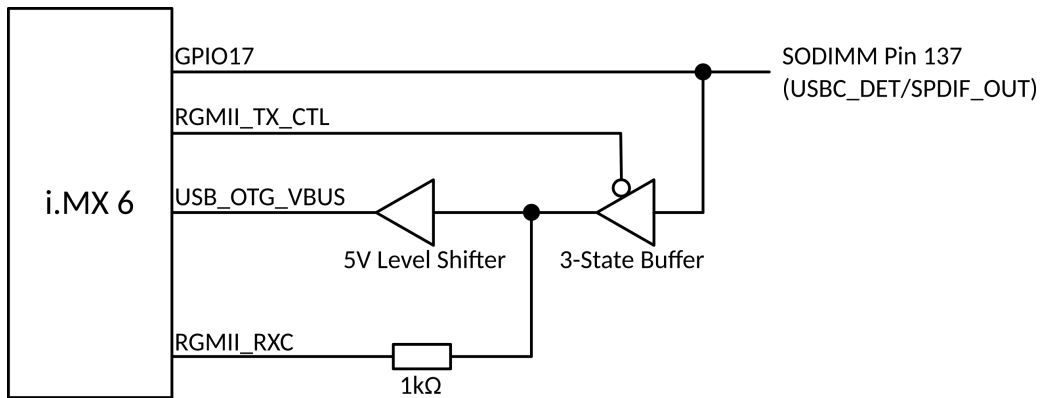 GPIO17
SODIMM Pin 137
(USBC_DET/SPDIF_OUT)
RGMII_TX_CTL
i.MX 6
USB_OTG_VBUS
5V Level Shifter
3-State Buffer
RGMII_RXC
1kΩ